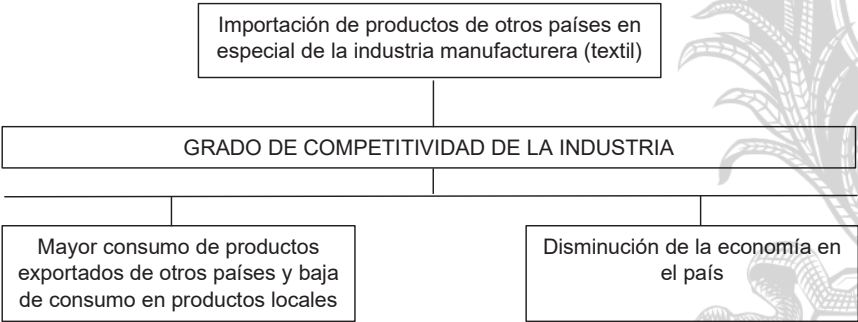 Importación de productos de otros países en
especial de la industria manufacturera (textil)
GRADO DE COMPETITIVIDAD DE LA INDUSTRIA
Mayor consumo de productos
exportados de otros países y baja
de consumo en productos locales
Disminución de la economía en
el país